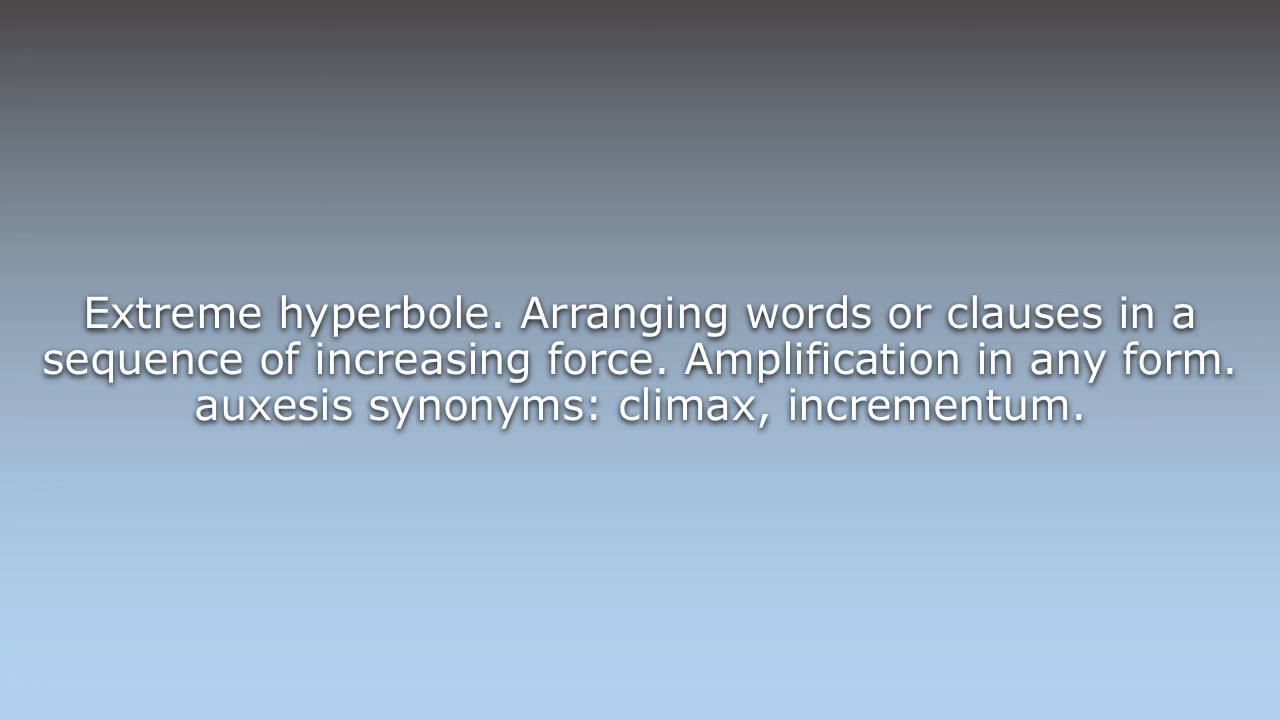 Extreme hyperbole. Arranging words or clauses in a
sequence of increasing force. Amplification in any form.
auxesis synonyms: climax, incrementum.